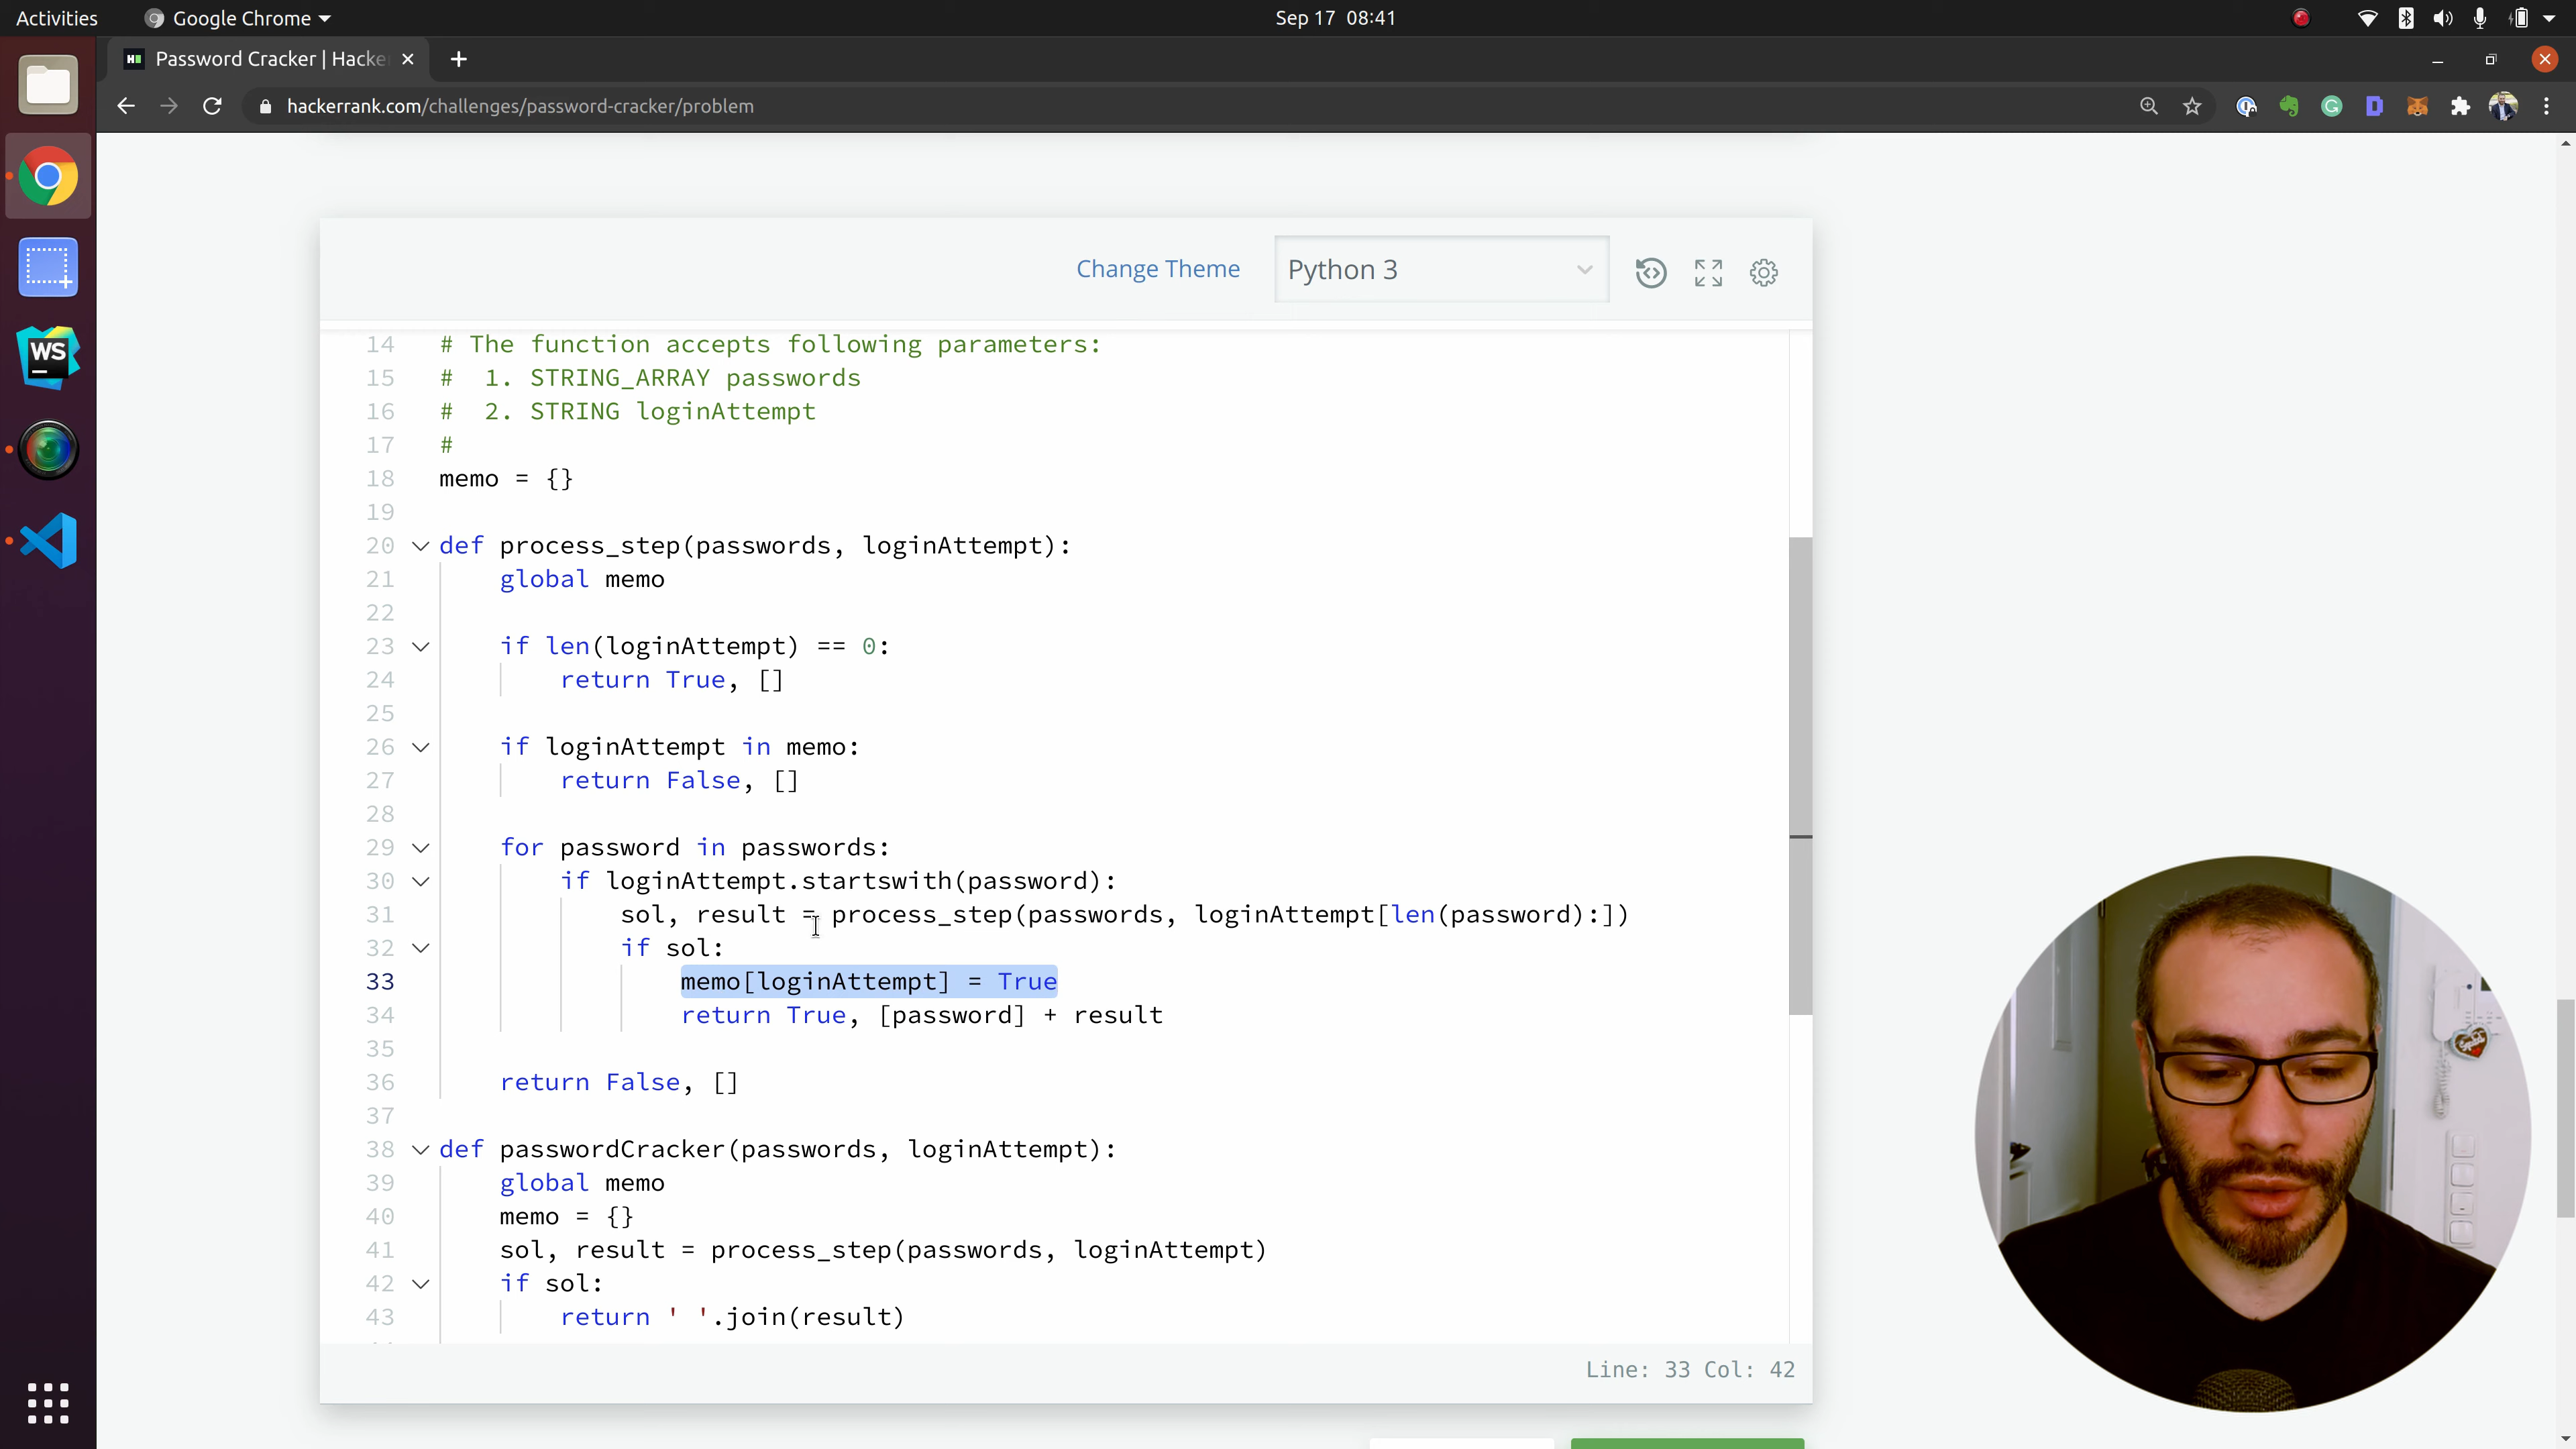 Activities Google Chrome Sep 17 08:41
Password Cracker | Hacke
hackerrank.com/challenges/password-cracker/problem
WS
Change Theme Python 3
14 # The function accepts following parameters:
15 #  1. STRING_ARRAY passwords
16 #  2. STRING loginAttempt
17 #
18 memo = {}
19
20 def process_step(passwords, loginAttempt):
21     global memo
22
23     if len(loginAttempt) == 0:
24         return True, []
25
26     if loginAttempt in memo:
27         return False, []
28
29     for password in passwords:
30         if loginAttempt.startswith(password):
31             sol, result = process_step(passwords, loginAttempt[len(password):])
32             if sol:
33                 memo[loginAttempt] = True
34                 return True, [password] + result
35
36     return False, []
37
38 def passwordCracker(passwords, loginAttempt):
39     global memo
40     memo = {}
41     sol, result = process_step(passwords, loginAttempt)
42     if sol:
43         return ' '.join(result)
Line: 33 Col: 42